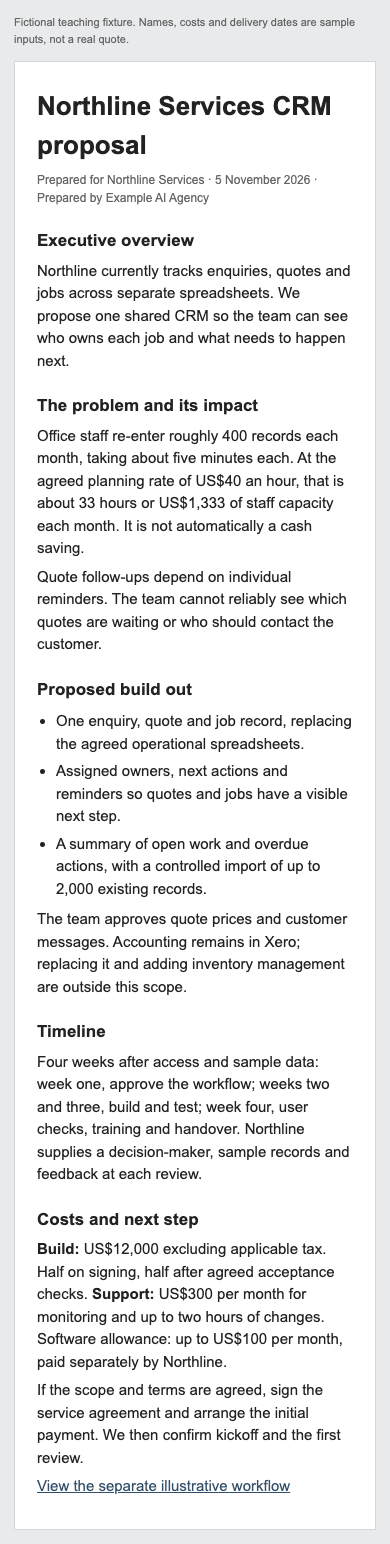 Fictional teaching fixture. Names, costs and delivery dates are sample
inputs, not a real quote.
Northline Services CRM
proposal
Prepared for Northline Services · 5 November 2026 ·
Prepared by Example AI Agency
Executive overview
Northline currently tracks enquiries, quotes and
jobs across separate spreadsheets. We
propose one shared CRM so the team can see
who owns each job and what needs to happen
next.
The problem and its impact
Office staff re-enter roughly 400 records each
month, taking about five minutes each. At the
agreed planning rate of US$40 an hour, that is
about 33 hours or US$1,333 of staff capacity
each month. It is not automatically a cash
saving.
Quote follow-ups depend on individual
reminders. The team cannot reliably see which
quotes are waiting or who should contact the
customer.
Proposed build out
• One enquiry, quote and job record, replacing
the agreed operational spreadsheets.
• Assigned owners, next actions and
reminders so quotes and jobs have a visible
next step.
• A summary of open work and overdue
actions, with a controlled import of up to
2,000 existing records.
The team approves quote prices and customer
messages. Accounting remains in Xero;
replacing it and adding inventory management
are outside this scope.
Timeline
Four weeks after access and sample data:
week one, approve the workflow; weeks two
and three, build and test; week four, user
checks, training and handover. Northline
supplies a decision-maker, sample records and
feedback at each review.
Costs and next step
Build: US$12,000 excluding applicable tax.
Half on signing, half after agreed acceptance
checks. Support: US$300 per month for
monitoring and up to two hours of changes.
Software allowance: up to US$100 per month,
paid separately by Northline.
If the scope and terms are agreed, sign the
service agreement and arrange the initial
payment. We then confirm kickoff and the first
review.
View the separate illustrative workflow